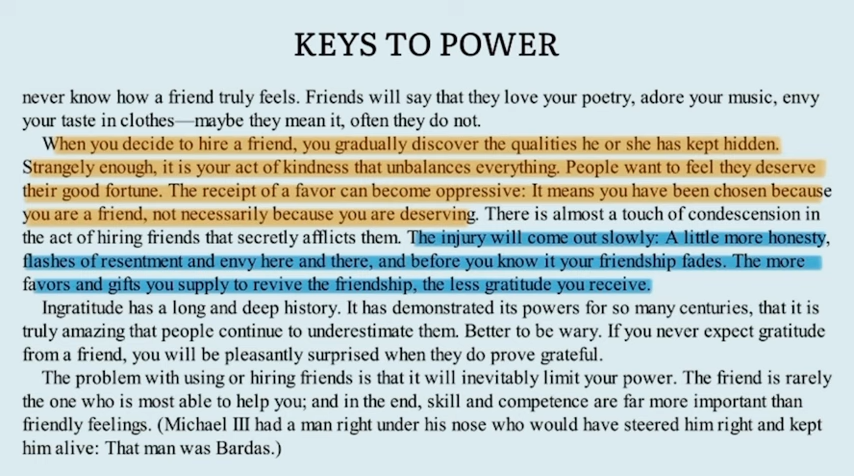 KEYS TO POWER
never know how a friend truly feels. Friends will say that they love your poetry, adore your music, envy
your taste in clothes—maybe they mean it, often they do not.
When you decide to hire a friend, you gradually discover the qualities he or she has kept hidden.
Strangely enough, it is your act of kindness that unbalances everything. People want to feel they deserve
their good fortune. The receipt of a favor can become oppressive: It means you have been chosen because
you are a friend, not necessarily because you are deserving. There is almost a touch of condescension in
the act of hiring friends that secretly afflicts them. The injury will come out slowly: A little more honesty,
flashes of resentment and envy here and there, and before you know it your friendship fades. The more
favors and gifts you supply to revive the friendship, the less gratitude you receive.
Ingratitude has a long and deep history. It has demonstrated its powers for so many centuries, that it is
truly amazing that people continue to underestimate them. Better to be wary. If you never expect gratitude
from a friend, you will be pleasantly surprised when they do prove grateful.
The problem with using or hiring friends is that it will inevitably limit your power. The friend is rarely
the one who is most able to help you; and in the end, skill and competence are far more important than
friendly feelings. (Michael III had a man right under his nose who would have steered him right and kept
him alive: That man was Bardas.)